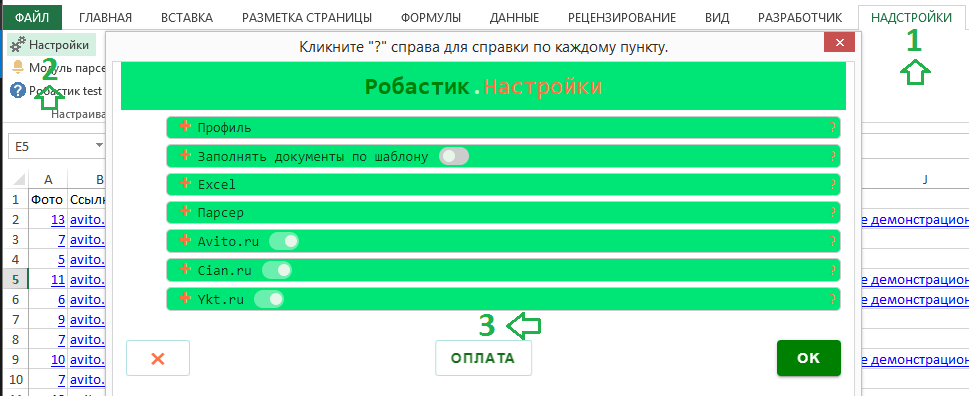 ФАЙЛ ГЛАВНАЯ ВСТАВКА РАЗМЕТКА СТРАНИЦЫ ФОРМУЛЫ ДАННЫЕ РЕЦЕНЗИРОВАНИЕ ВИД РАЗРАБОТЧИК НАДСТРОЙКИ
1
Настройки
Модуль парсе
2
Робастик test
Настраива
Кликните "?" справа для справки по каждому пункту.
Робастик.Настройки
+ Профиль ?
+ Заполнять документы по шаблону ?
+ Excel ?
+ Парсер ?
+ Avito.ru ?
+ Cian.ru ?
+ Ykt.ru ?
3
ОПЛАТА
ОК
E5
A B J
1 Фото Ссылк
2 13 avito. е демонстрацион
3 7 avito.
4 5 avito.
5 11 avito. е демонстрацион
6 6 avito. е демонстрацион
7 9 avito.
8 7 avito.
9 10 avito. е демонстрацион
10 7 avito.